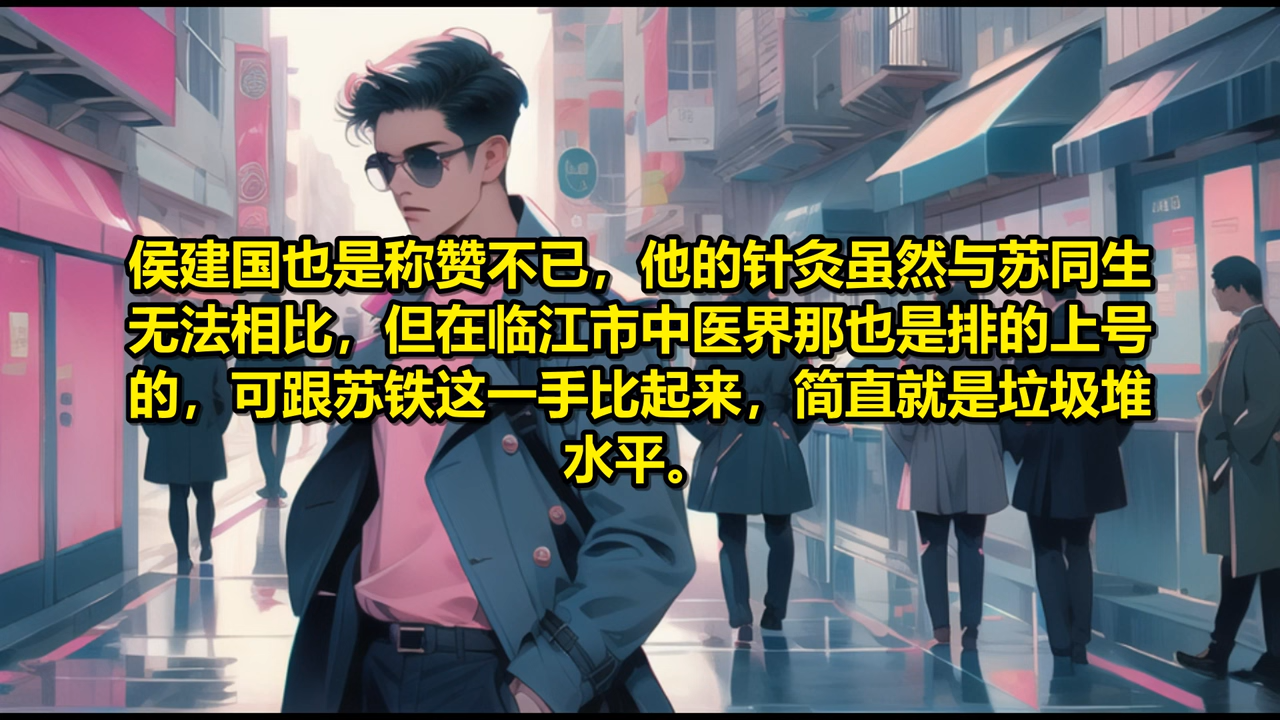 侯建国也是称赞不已，他的针灸虽然与苏同生
无法相比，但在临江市中医界那也是排的上号
的，可跟苏铁这一手比起来，简直就是垃圾堆
水平。